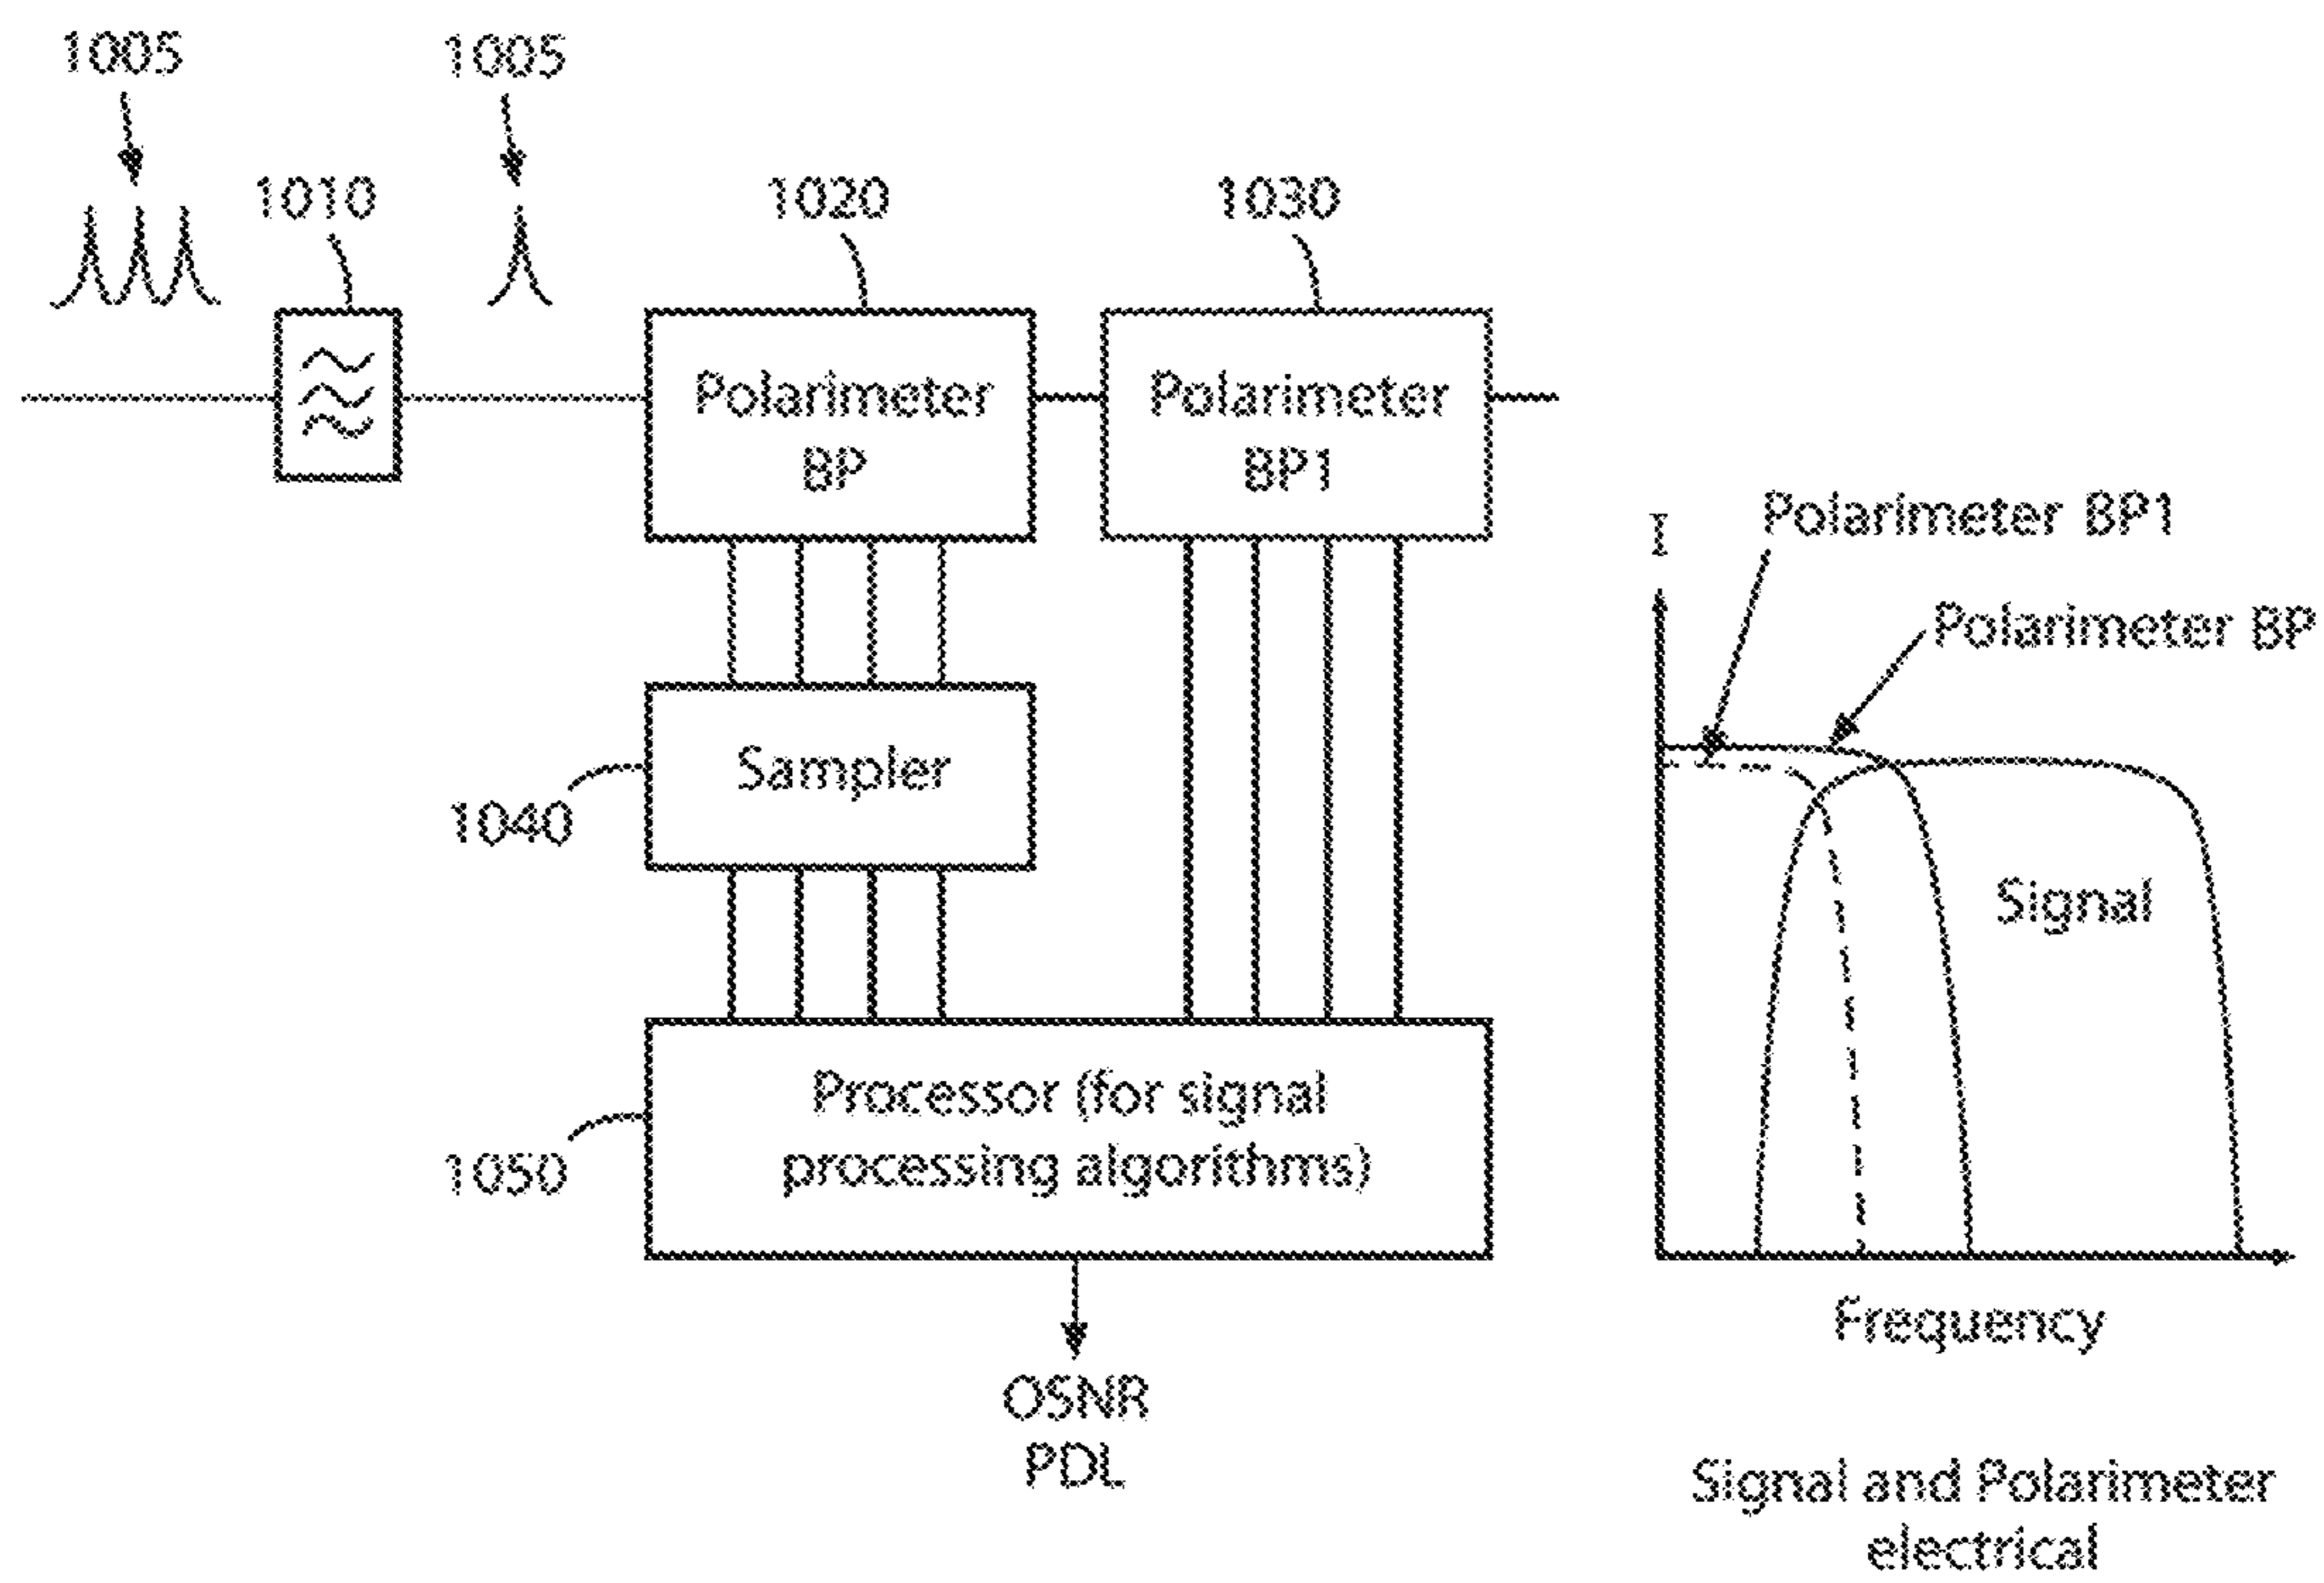 1005
1005
1010
1020
1030
Polarimeter
BP
Polarimeter
BP1
Sampler
1040
Processor (for signal
processing algorithms)
1050
OSNR
PDL
I
Polarimeter BP1
Polarimeter BP
Signal
Frequency
Signal and Polarimeter
electrical